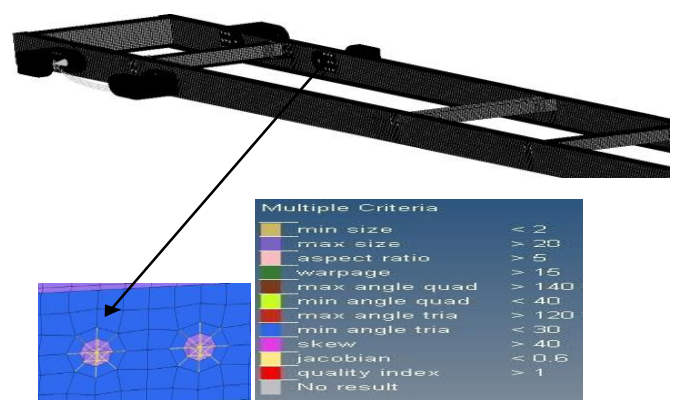 Multiple Criteria
min size < 2
max size > 20
aspect ratio > 5
warpage > 15
max angle quad > 140
min angle quad < 40
max angle tria > 120
min angle tria < 30
skew > 40
jacobian < 0.6
quality index > 1
No result